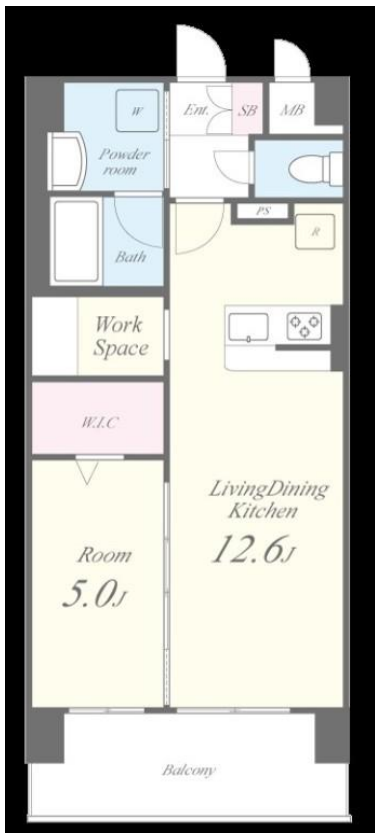 W
Ent.
SB
MB
Powder
room
PS
R
Bath
Work
Space
W.I.C
LivingDining
Kitchen
12.6J
Room
5.0J
Balcony